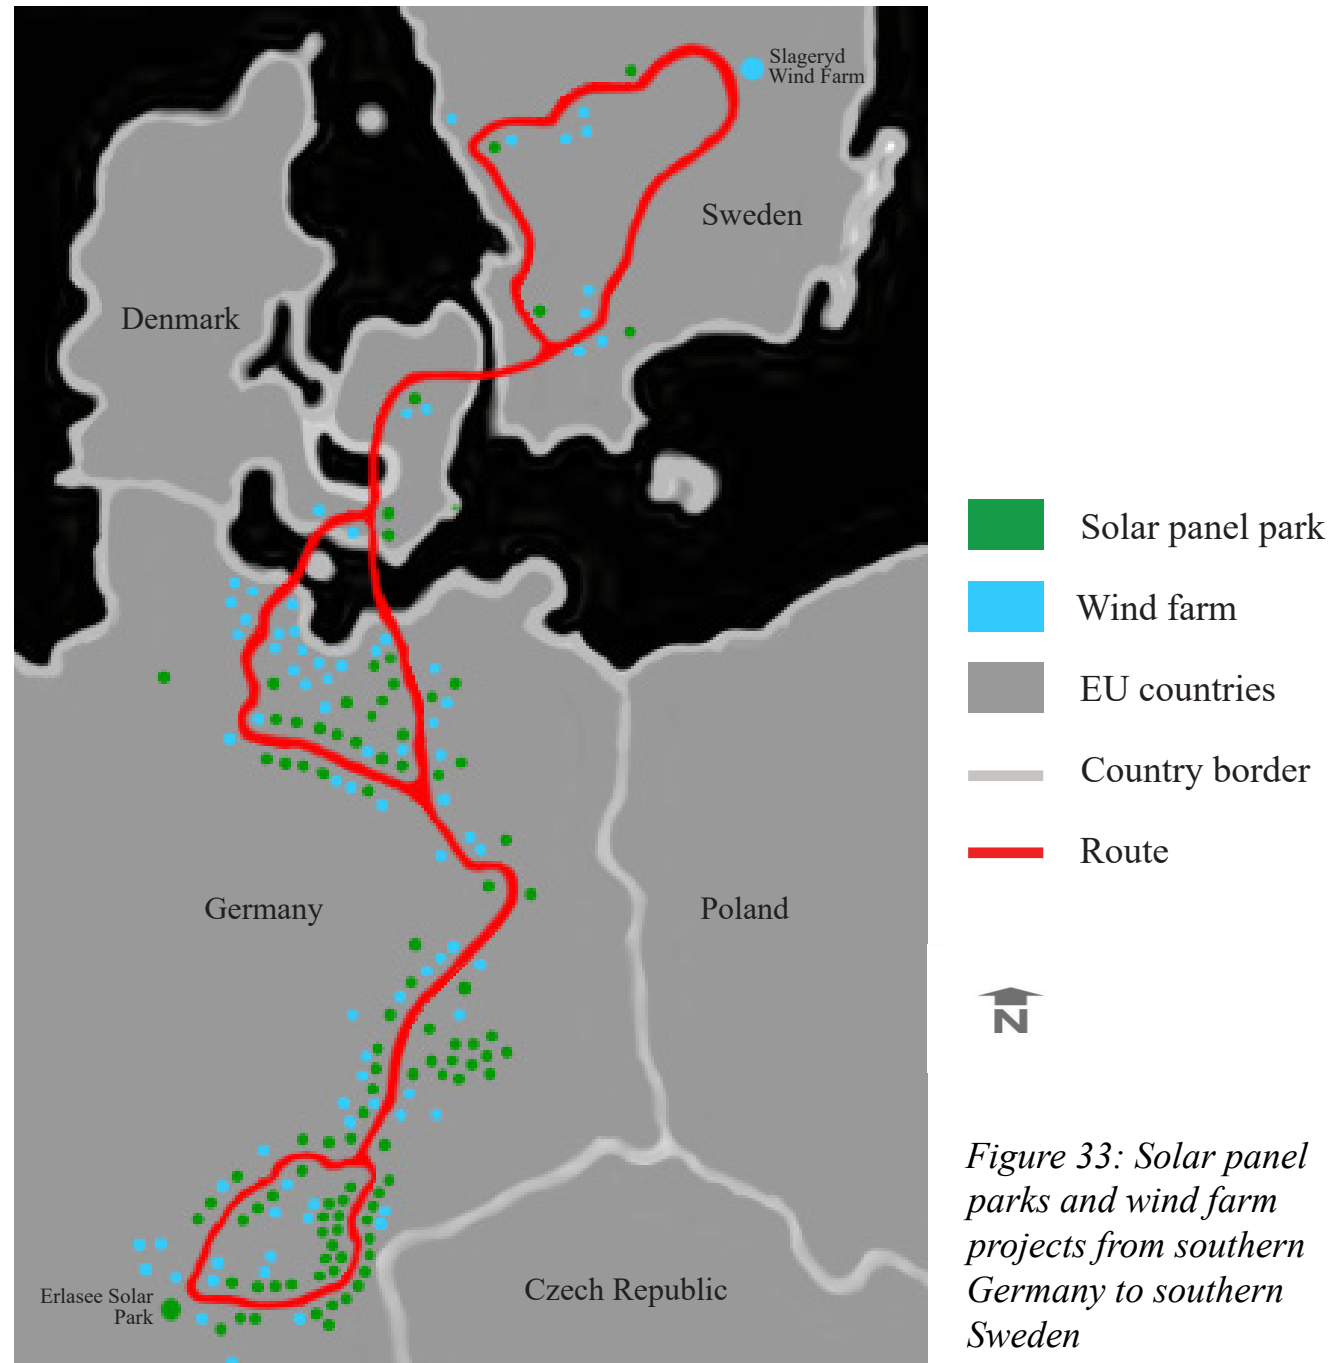 Slageryd
Wind Farm
Sweden
Denmark
Germany
Poland
Erlasee Solar
Park
Czech Republic
Solar panel park
Wind farm
EU countries
Country border
Route
N
Figure 33: Solar panel
parks and wind farm
projects from southern
Germany to southern
Sweden